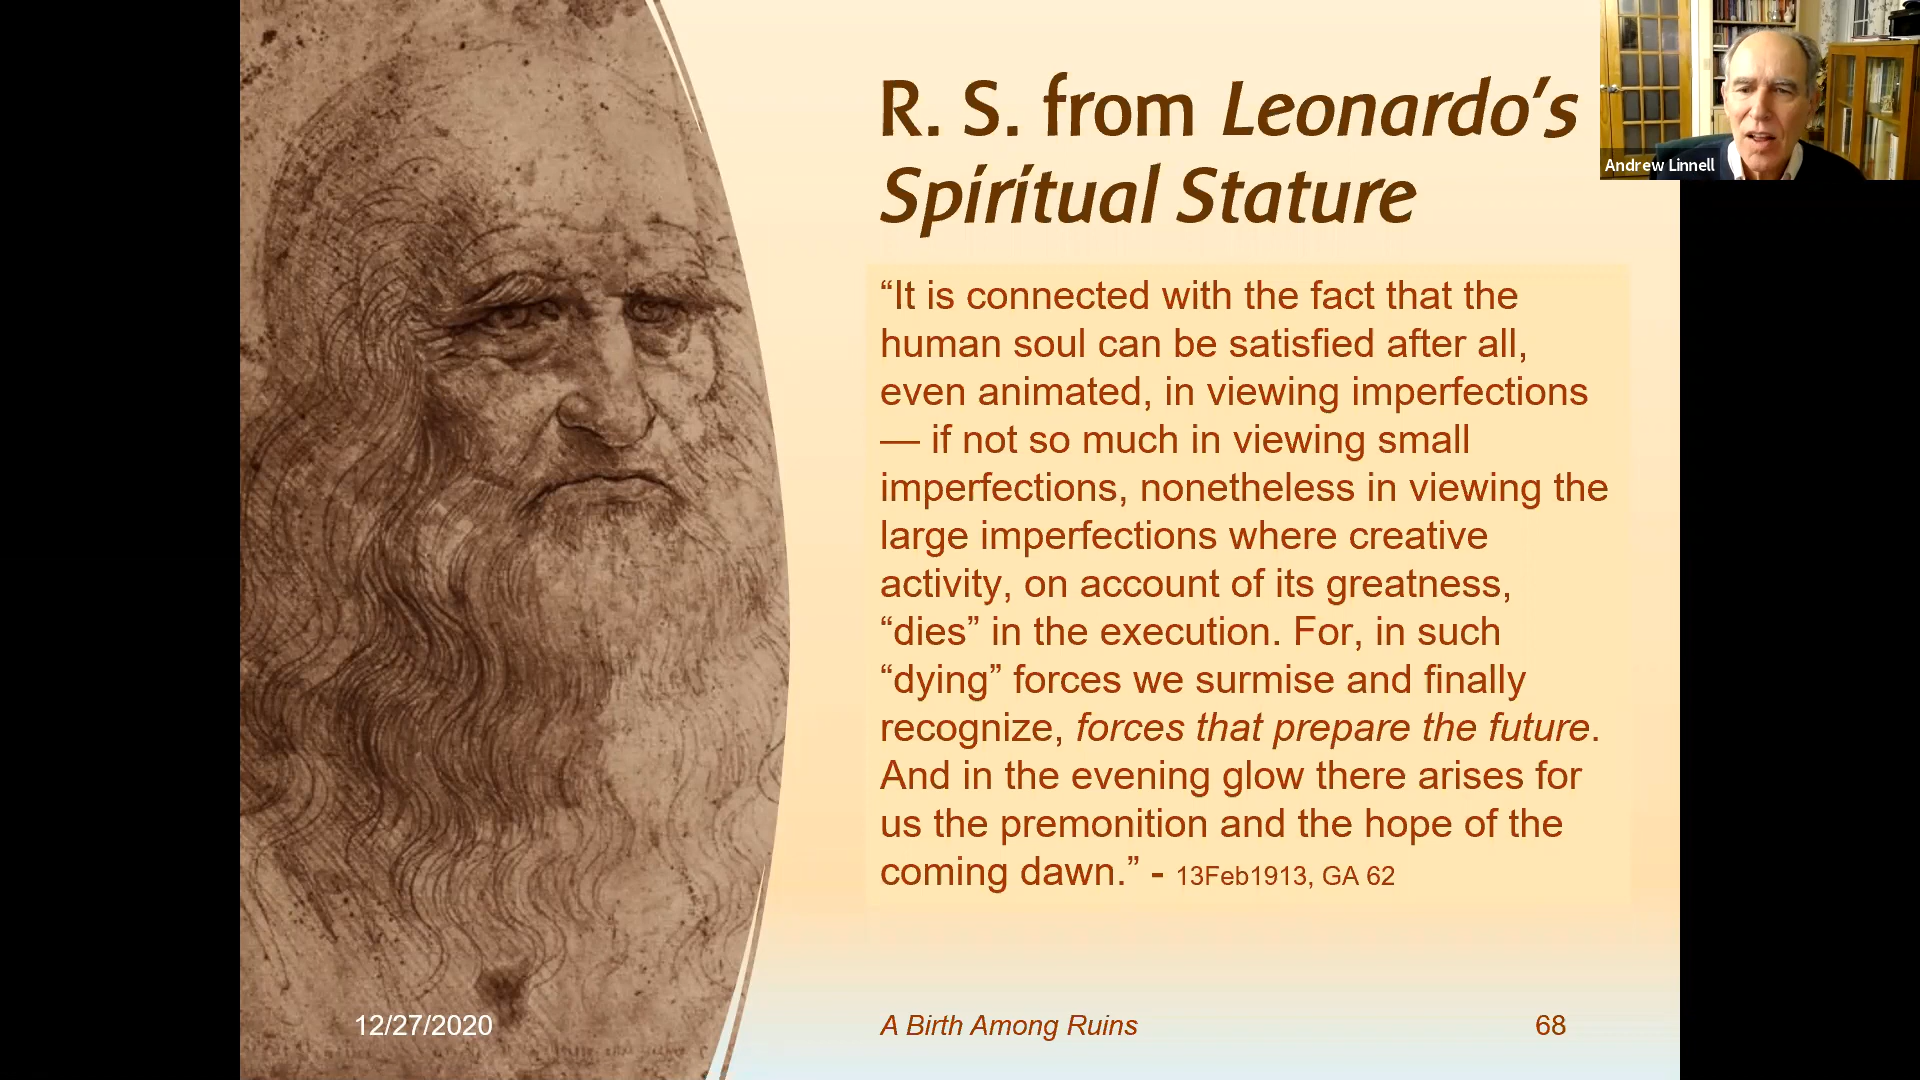 R. S. from Leonardo’s
Spiritual Stature
Andrew Linnell
“It is connected with the fact that the
human soul can be satisfied after all,
even animated, in viewing imperfections
— if not so much in viewing small
imperfections, nonetheless in viewing the
large imperfections where creative
activity, on account of its greatness,
“dies” in the execution. For, in such
“dying” forces we surmise and finally
recognize, forces that prepare the future.
And in the evening glow there arises for
us the premonition and the hope of the
coming dawn.” - 13Feb1913, GA 62
12/27/2020
A Birth Among Ruins
68